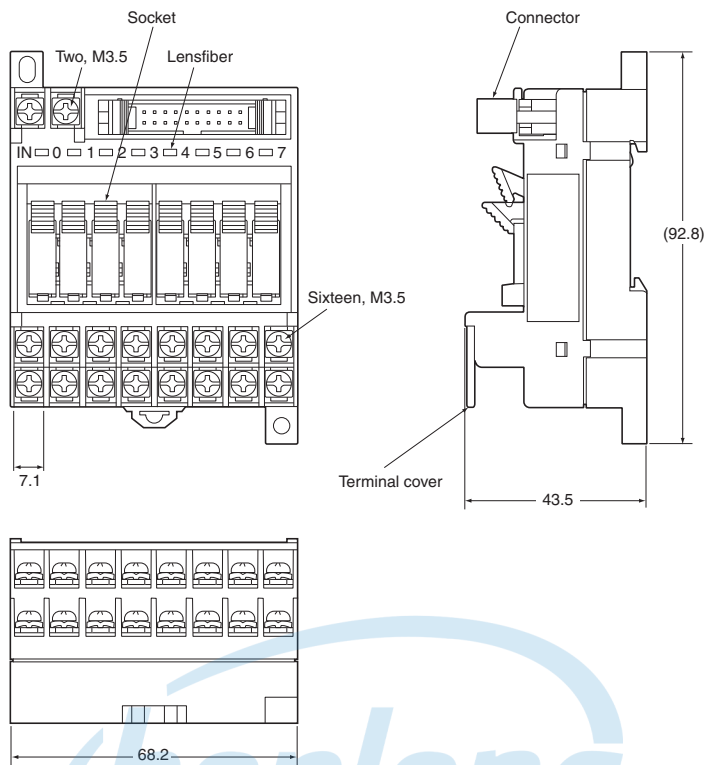 Socket
Connector
Two, M3.5
Lensfiber
IN 0 1 2 3 4 5 6 7
(92.8)
Sixteen, M3.5
Terminal cover
7.1
43.5
68.2